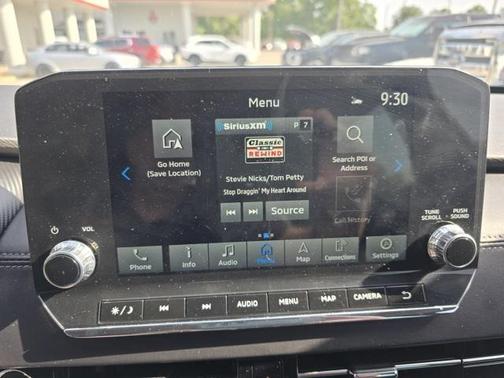 Menu
9:30
((SiriusXM))
P 7
Classic
REWIND
Stevie Nicks/Tom Petty
Stop Draggin' My Heart Around
Source
Go Home
(Save Location)
Search POI or
Address
Call History
VOL
TUNE
SCROLL
PUSH
SOUND
Phone
Info
Audio
Menu
Map
Connections
Settings
AUDIO
MENU
MAP
CAMERA